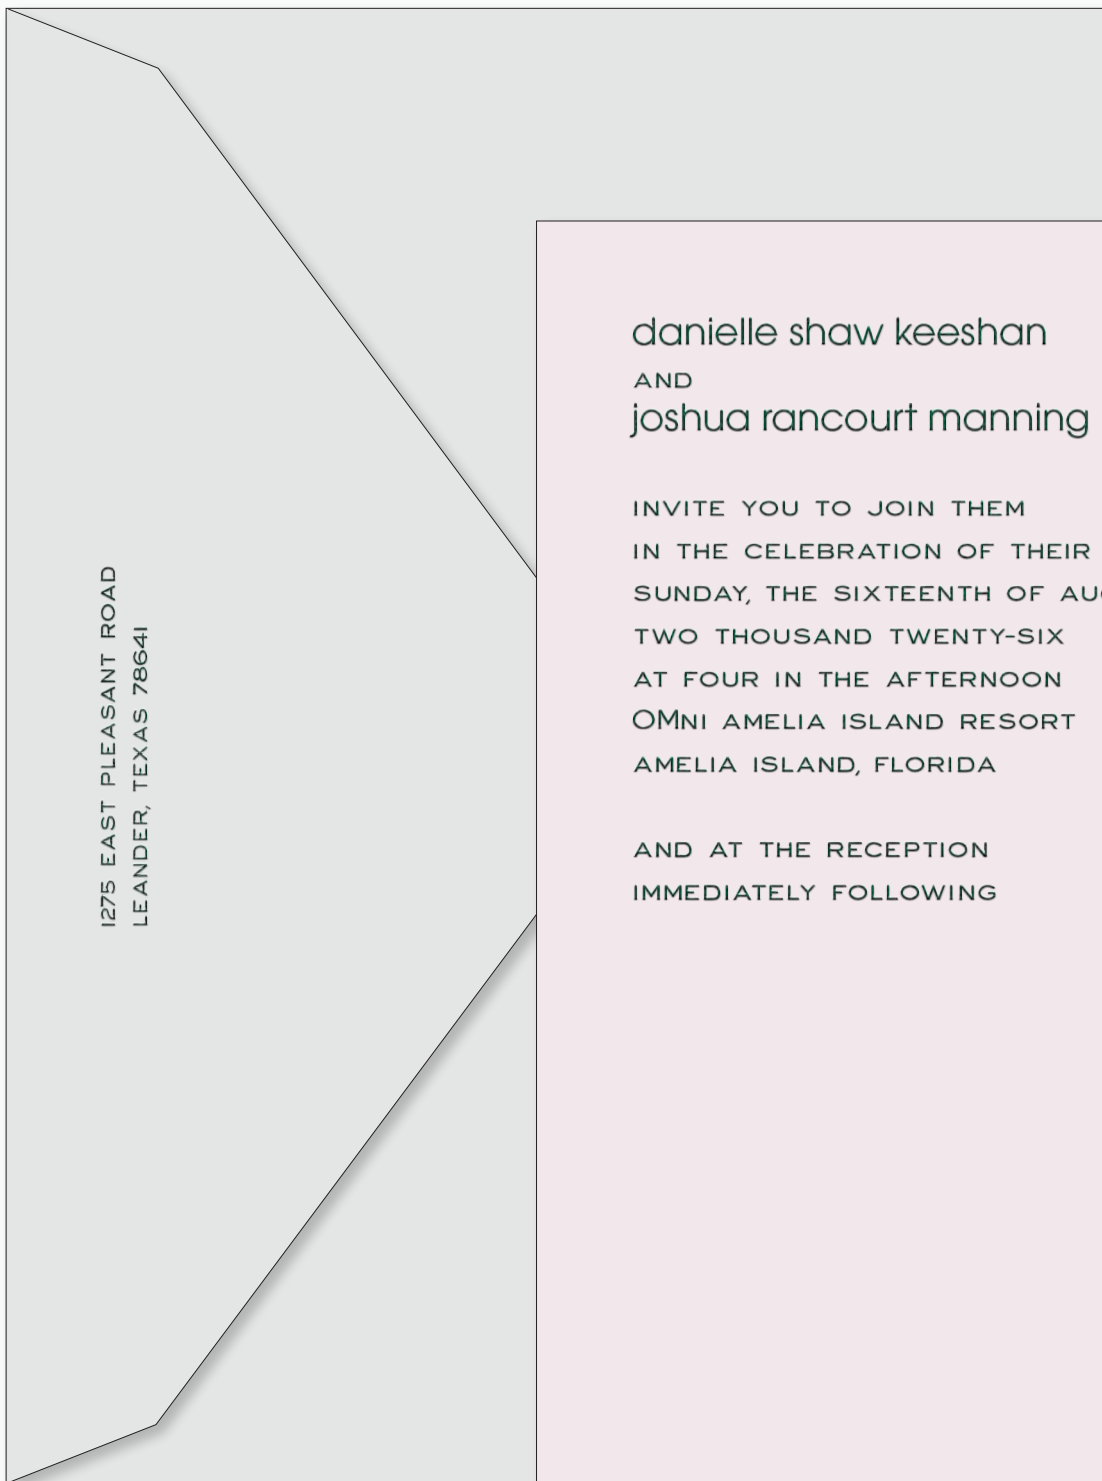 1275 EAST PLEASANT ROAD
LEANDER, TEXAS 78641
danielle shaw keeshan
AND
joshua rancourt manning
INVITE YOU TO JOIN THEM
IN THE CELEBRATION OF THEIR
SUNDAY, THE SIXTEENTH OF
TWO THOUSAND TWENTY-SIX
AT FOUR IN THE AFTERNOON
OMNI AMELIA ISLAND RESORT
AMELIA ISLAND, FLORIDA
AND AT THE RECEPTION
IMMEDIATELY FOLLOWING